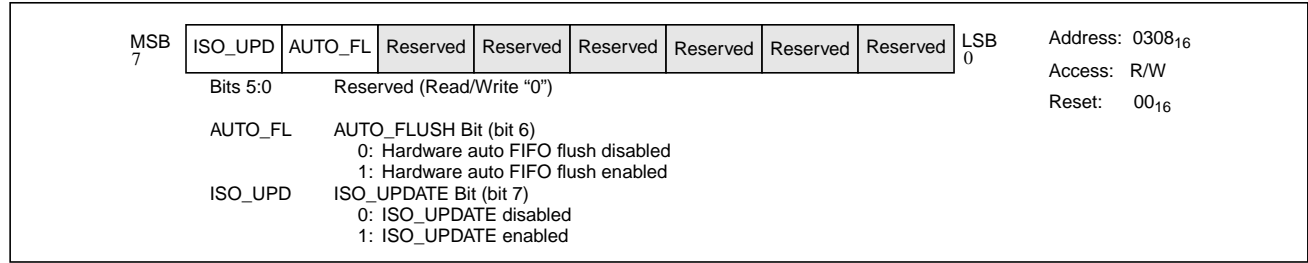 MSB 7 ISO_UPD AUTO_FL Reserved Reserved Reserved Reserved Reserved Reserved LSB 0
Address: 0308₁₆
Access: R/W
Reset: 00₁₆
Bits 5:0 Reserved (Read/Write “0”)
AUTO_FL AUTO_FLUSH Bit (bit 6)
0: Hardware auto FIFO flush disabled
1: Hardware auto FIFO flush enabled
ISO_UPD ISO_UPDATE Bit (bit 7)
0: ISO_UPDATE disabled
1: ISO_UPDATE enabled